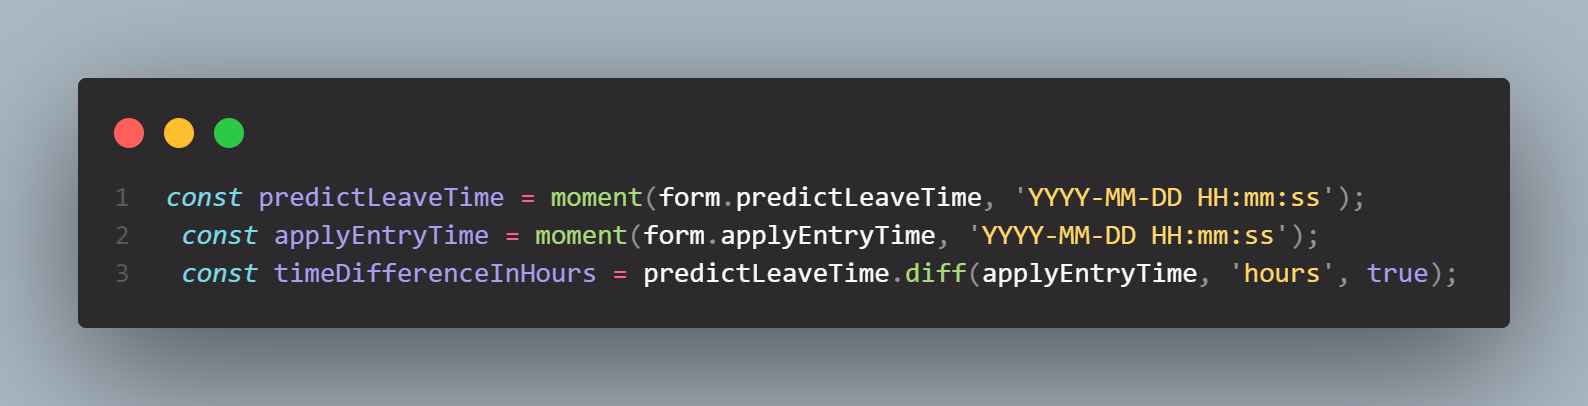 1 const predictLeaveTime = moment(form.predictLeaveTime, 'YYYY-MM-DD HH:mm:ss');
2 const applyEntryTime = moment(form.applyEntryTime, 'YYYY-MM-DD HH:mm:ss');
3 const timeDifferenceInHours = predictLeaveTime.diff(applyEntryTime, 'hours', true);